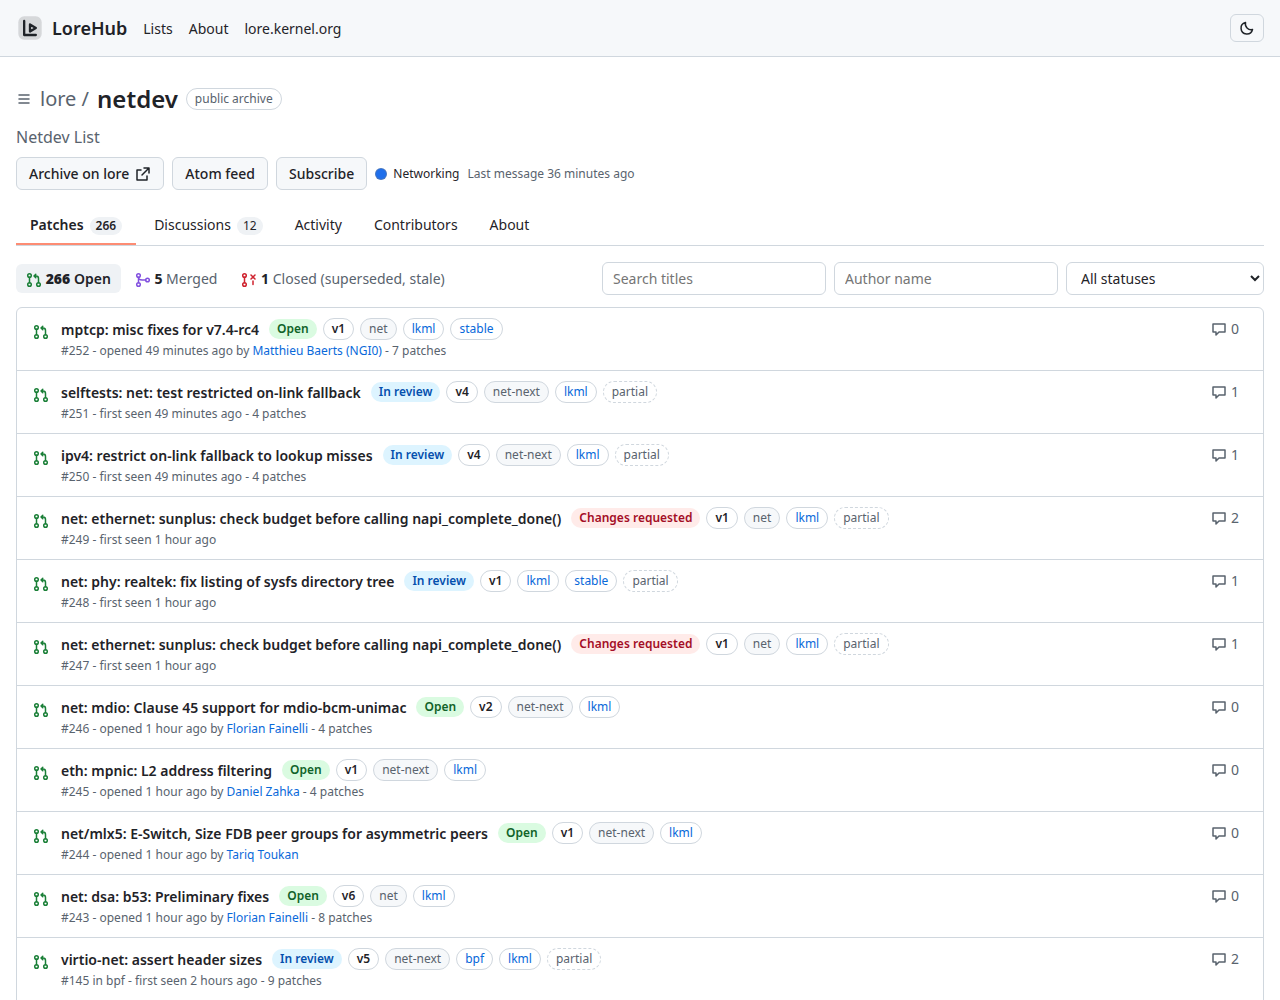 LoreHub Lists About lore.kernel.org
lore / netdev public archive
Netdev List
Archive on lore Atom feed Subscribe Networking Last message 36 minutes ago
Patches 266 Discussions 12 Activity Contributors About
266 Open 5 Merged 1 Closed (superseded, stale) Search titles Author name All statuses
mptcp: misc fixes for v7.4-rc4 Open v1 net lkml stable 0
#252 - opened 49 minutes ago by Matthieu Baerts (NGI0) - 7 patches
selftests: net: test restricted on-link fallback In review v4 net-next lkml partial 1
#251 - first seen 49 minutes ago - 4 patches
ipv4: restrict on-link fallback to lookup misses In review v4 net-next lkml partial 1
#250 - first seen 49 minutes ago - 4 patches
net: ethernet: sunplus: check budget before calling napi_complete_done() Changes requested v1 net lkml partial 2
#249 - first seen 1 hour ago
net: phy: realtek: fix listing of sysfs directory tree In review v1 lkml stable partial 1
#248 - first seen 1 hour ago
net: ethernet: sunplus: check budget before calling napi_complete_done() Changes requested v1 net lkml partial 1
#247 - first seen 1 hour ago
net: mdio: Clause 45 support for mdio-bcm-unimac Open v2 net-next lkml 0
#246 - opened 1 hour ago by Florian Fainelli - 4 patches
eth: mpnic: L2 address filtering Open v1 net-next lkml 0
#245 - opened 1 hour ago by Daniel Zahka - 4 patches
net/mlx5: E-Switch, Size FDB peer groups for asymmetric peers Open v1 net-next lkml 0
#244 - opened 1 hour ago by Tariq Toukan
net: dsa: b53: Preliminary fixes Open v6 net lkml 0
#243 - opened 1 hour ago by Florian Fainelli - 8 patches
virtio-net: assert header sizes In review v5 net-next bpf lkml partial 2
#145 in bpf - first seen 2 hours ago - 9 patches